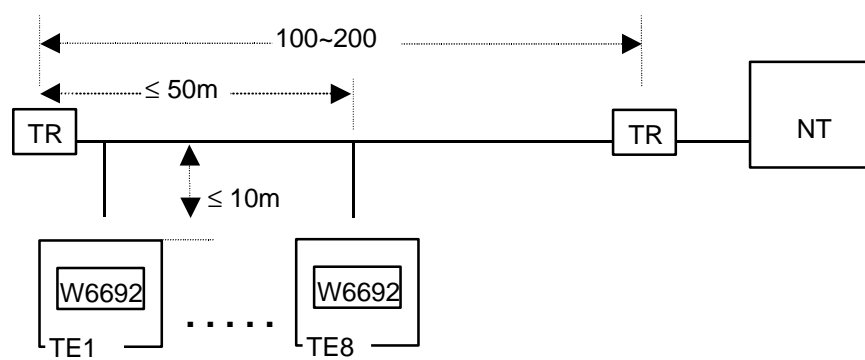 100~200
≤ 50m
TR
TR
NT
≤ 10m
W6692
W6692
. . . . .
TE1
TE8